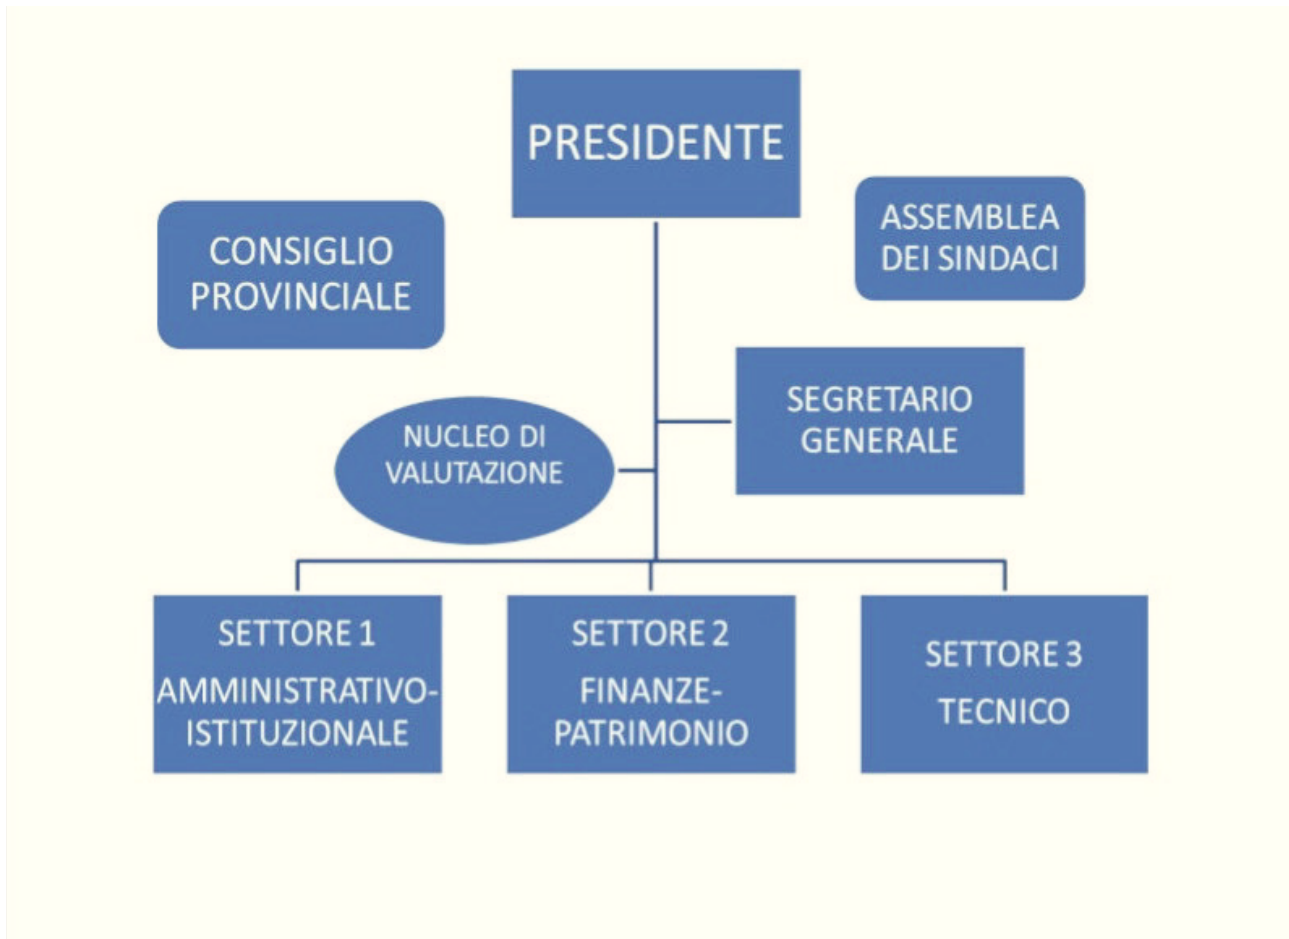 PRESIDENTE
CONSIGLIO
PROVINCIALE
ASSEMBLEA
DEI SINDACI
SEGRETARIO
GENERALE
NUCLEO DI
VALUTAZIONE
SETTORE 1
AMMINISTRATIVO-
ISTITUZIONALE
SETTORE 2
FINANZE-
PATRIMONIO
SETTORE 3
TECNICO